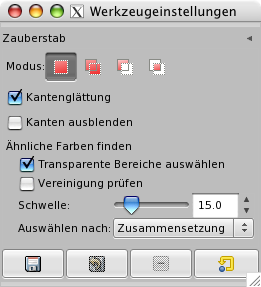 Werkzeugeinstellungen
Zauberstab
Modus:
Kantenglättung
Kanten ausblenden
Ähnliche Farben finden
Transparente Bereiche auswählen
Vereinigung prüfen
Schwelle: 15.0
Auswählen nach: Zusammensetzung